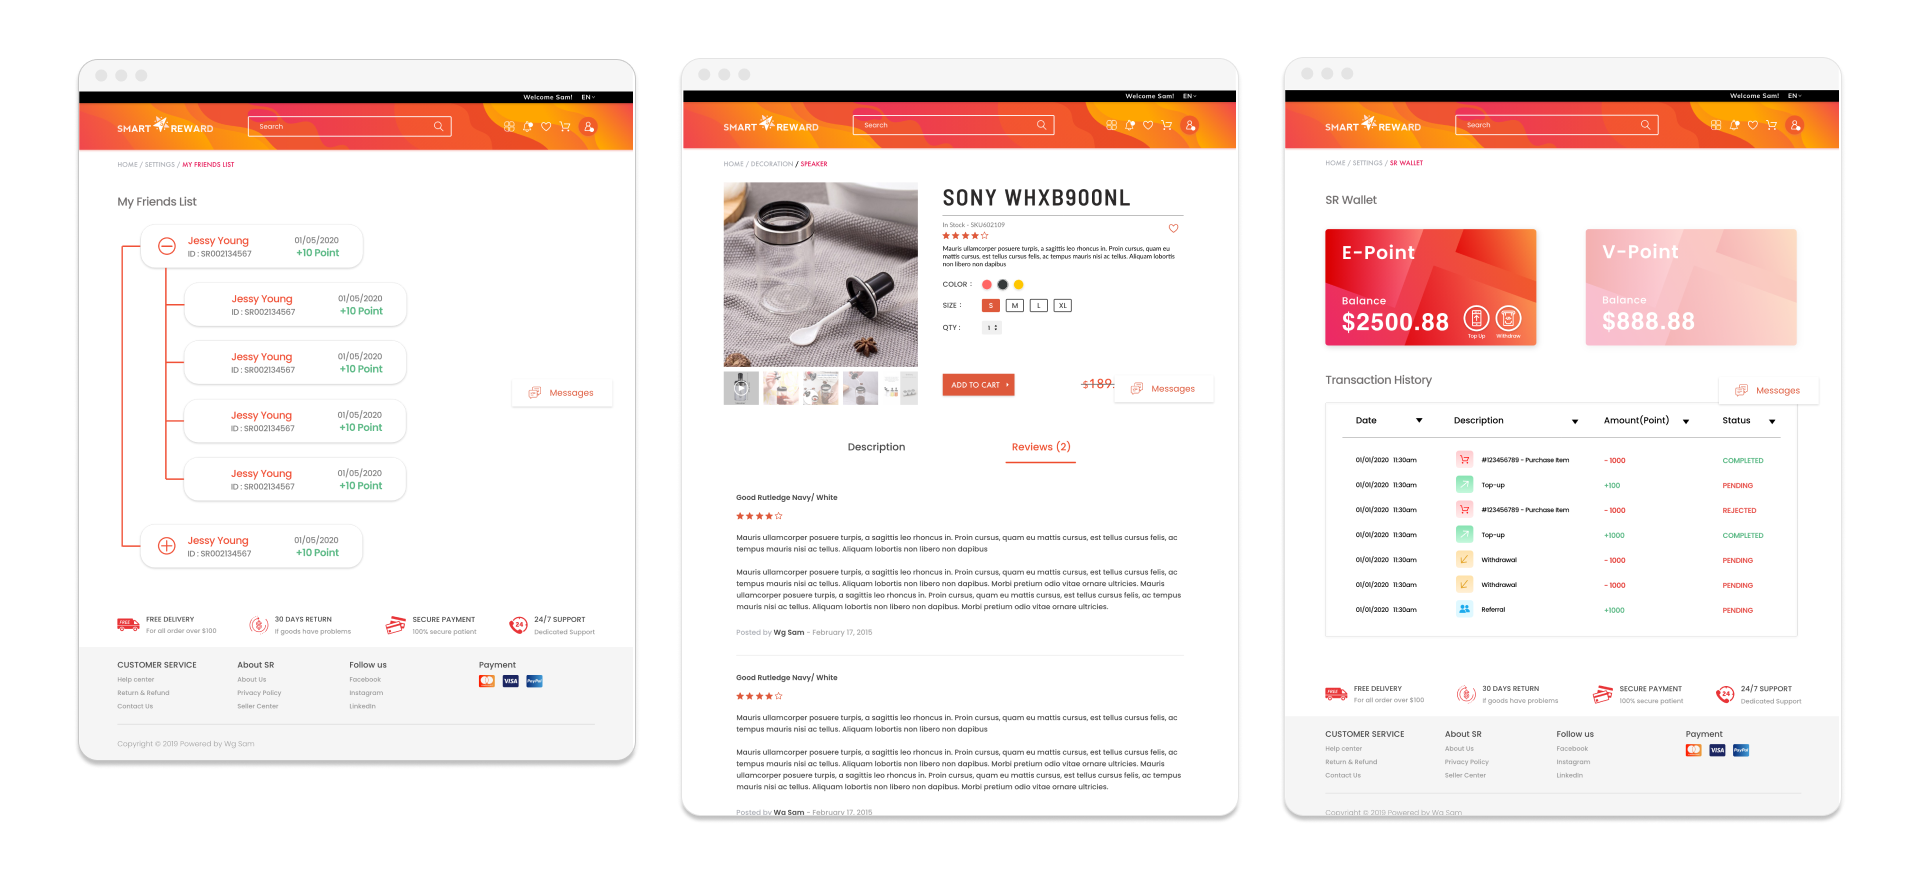 Welcome Sam! EN
SMART REWARD
Search
HOME / SETTINGS / MY FRIENDS LIST
My Friends List
Jessy Young 01/05/2020
ID : SR002134567 +10 Point
Jessy Young 01/05/2020
ID : SR002134567 +10 Point
Jessy Young 01/05/2020
ID : SR002134567 +10 Point
Jessy Young 01/05/2020
ID : SR002134567 +10 Point
Jessy Young 01/05/2020
ID : SR002134567 +10 Point
Jessy Young 01/05/2020
ID : SR002134567 +10 Point
Messages
FREE
FREE DELIVERY
For all order over $100
30 DAYS RETURN
If goods have problems
SECURE PAYMENT
100% secure patient
24
24/7 SUPPORT
Dedicated Support
CUSTOMER SERVICE
Help center
Return & Refund
Contact Us
About SR
About Us
Privacy Policy
Seller Center
Follow us
Facebook
Instagram
LinkedIn
Payment
VISA PayPal
Copyright © 2019 Powered by Wg Sam
Welcome Sam! EN
SMART REWARD
Search
HOME / DECORATION / SPEAKER
SONY WHXB900NL
In Stock - SKU602109
Mauris ullamcorper posuere turpis, a sagittis leo rhoncus in. Proin cursus, quam eu
mattis cursus, est tellus cursus felis, ac tempus mauris nisi ac tellus. Aliquam lobortis
non libero non dapibus
COLOR :
SIZE : S M L XL
QTY : 1
ADD TO CART
$189.
Messages
Description
Reviews (2)
Good Rutledge Navy/ White
Mauris ullamcorper posuere turpis, a sagittis leo rhoncus in. Proin cursus, quam eu mattis cursus, est tellus cursus felis, ac
tempus mauris nisi ac tellus. Aliquam lobortis non libero non dapibus
Mauris ullamcorper posuere turpis, a sagittis leo rhoncus in. Proin cursus, quam eu mattis cursus, est tellus cursus felis, ac
tempus mauris nisi ac tellus. Aliquam lobortis non libero non dapibus. Morbi pretium odio vitae ornare ultricies. Mauris
ullamcorper posuere turpis, a sagittis leo rhoncus in. Proin cursus, quam eu mattis cursus, est tellus cursus felis, ac tempus
mauris nisi ac tellus. Aliquam lobortis non libero non dapibus. Morbi pretium odio vitae ornare ultricies.
Posted by Wg Sam - February 17, 2015
Good Rutledge Navy/ White
Mauris ullamcorper posuere turpis, a sagittis leo rhoncus in. Proin cursus, quam eu mattis cursus, est tellus cursus felis, ac
tempus mauris nisi ac tellus. Aliquam lobortis non libero non dapibus
Mauris ullamcorper posuere turpis, a sagittis leo rhoncus in. Proin cursus, quam eu mattis cursus, est tellus cursus felis, ac
tempus mauris nisi ac tellus. Aliquam lobortis non libero non dapibus. Morbi pretium odio vitae ornare ultricies. Mauris
ullamcorper posuere turpis, a sagittis leo rhoncus in. Proin cursus, quam eu mattis cursus, est tellus cursus felis, ac tempus
mauris nisi ac tellus. Aliquam lobortis non libero non dapibus. Morbi pretium odio vitae ornare ultricies.
Posted by Wg Sam - February 17, 2015
Welcome Sam! EN
SMART REWARD
Search
HOME / SETTINGS / SR WALLET
SR Wallet
E-Point
Balance
$2500.88
Top Up
Withdraw
V-Point
Balance
$888.88
Transaction History
Messages
Date Description Amount(Point) Status
01/01/2020 11:30am #123456789 - Purchase Item - 1000 COMPLETED
01/01/2020 11:30am Top-up +100 PENDING
01/01/2020 11:30am #123456789 - Purchase Item - 1000 REJECTED
01/01/2020 11:30am Top-up +1000 COMPLETED
01/01/2020 11:30am Withdrawal - 1000 PENDING
01/01/2020 11:30am Withdrawal - 1000 PENDING
01/01/2020 11:30am Referral +1000 PENDING
FREE
FREE DELIVERY
For all order over $100
30 DAYS RETURN
If goods have problems
SECURE PAYMENT
100% secure patient
24
24/7 SUPPORT
Dedicated Support
CUSTOMER SERVICE
Help center
Return & Refund
Contact Us
About SR
About Us
Privacy Policy
Seller Center
Follow us
Facebook
Instagram
LinkedIn
Payment
VISA PayPal
Copyright © 2019 Powered by Wg Sam